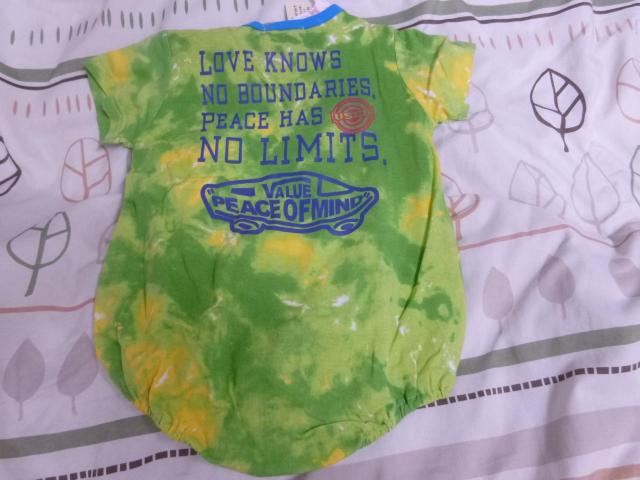 LOVE KNOWS
NO BOUNDARIES.
PEACE HAS
NO LIMITS.
"VALUE
PEACE OF MIND"